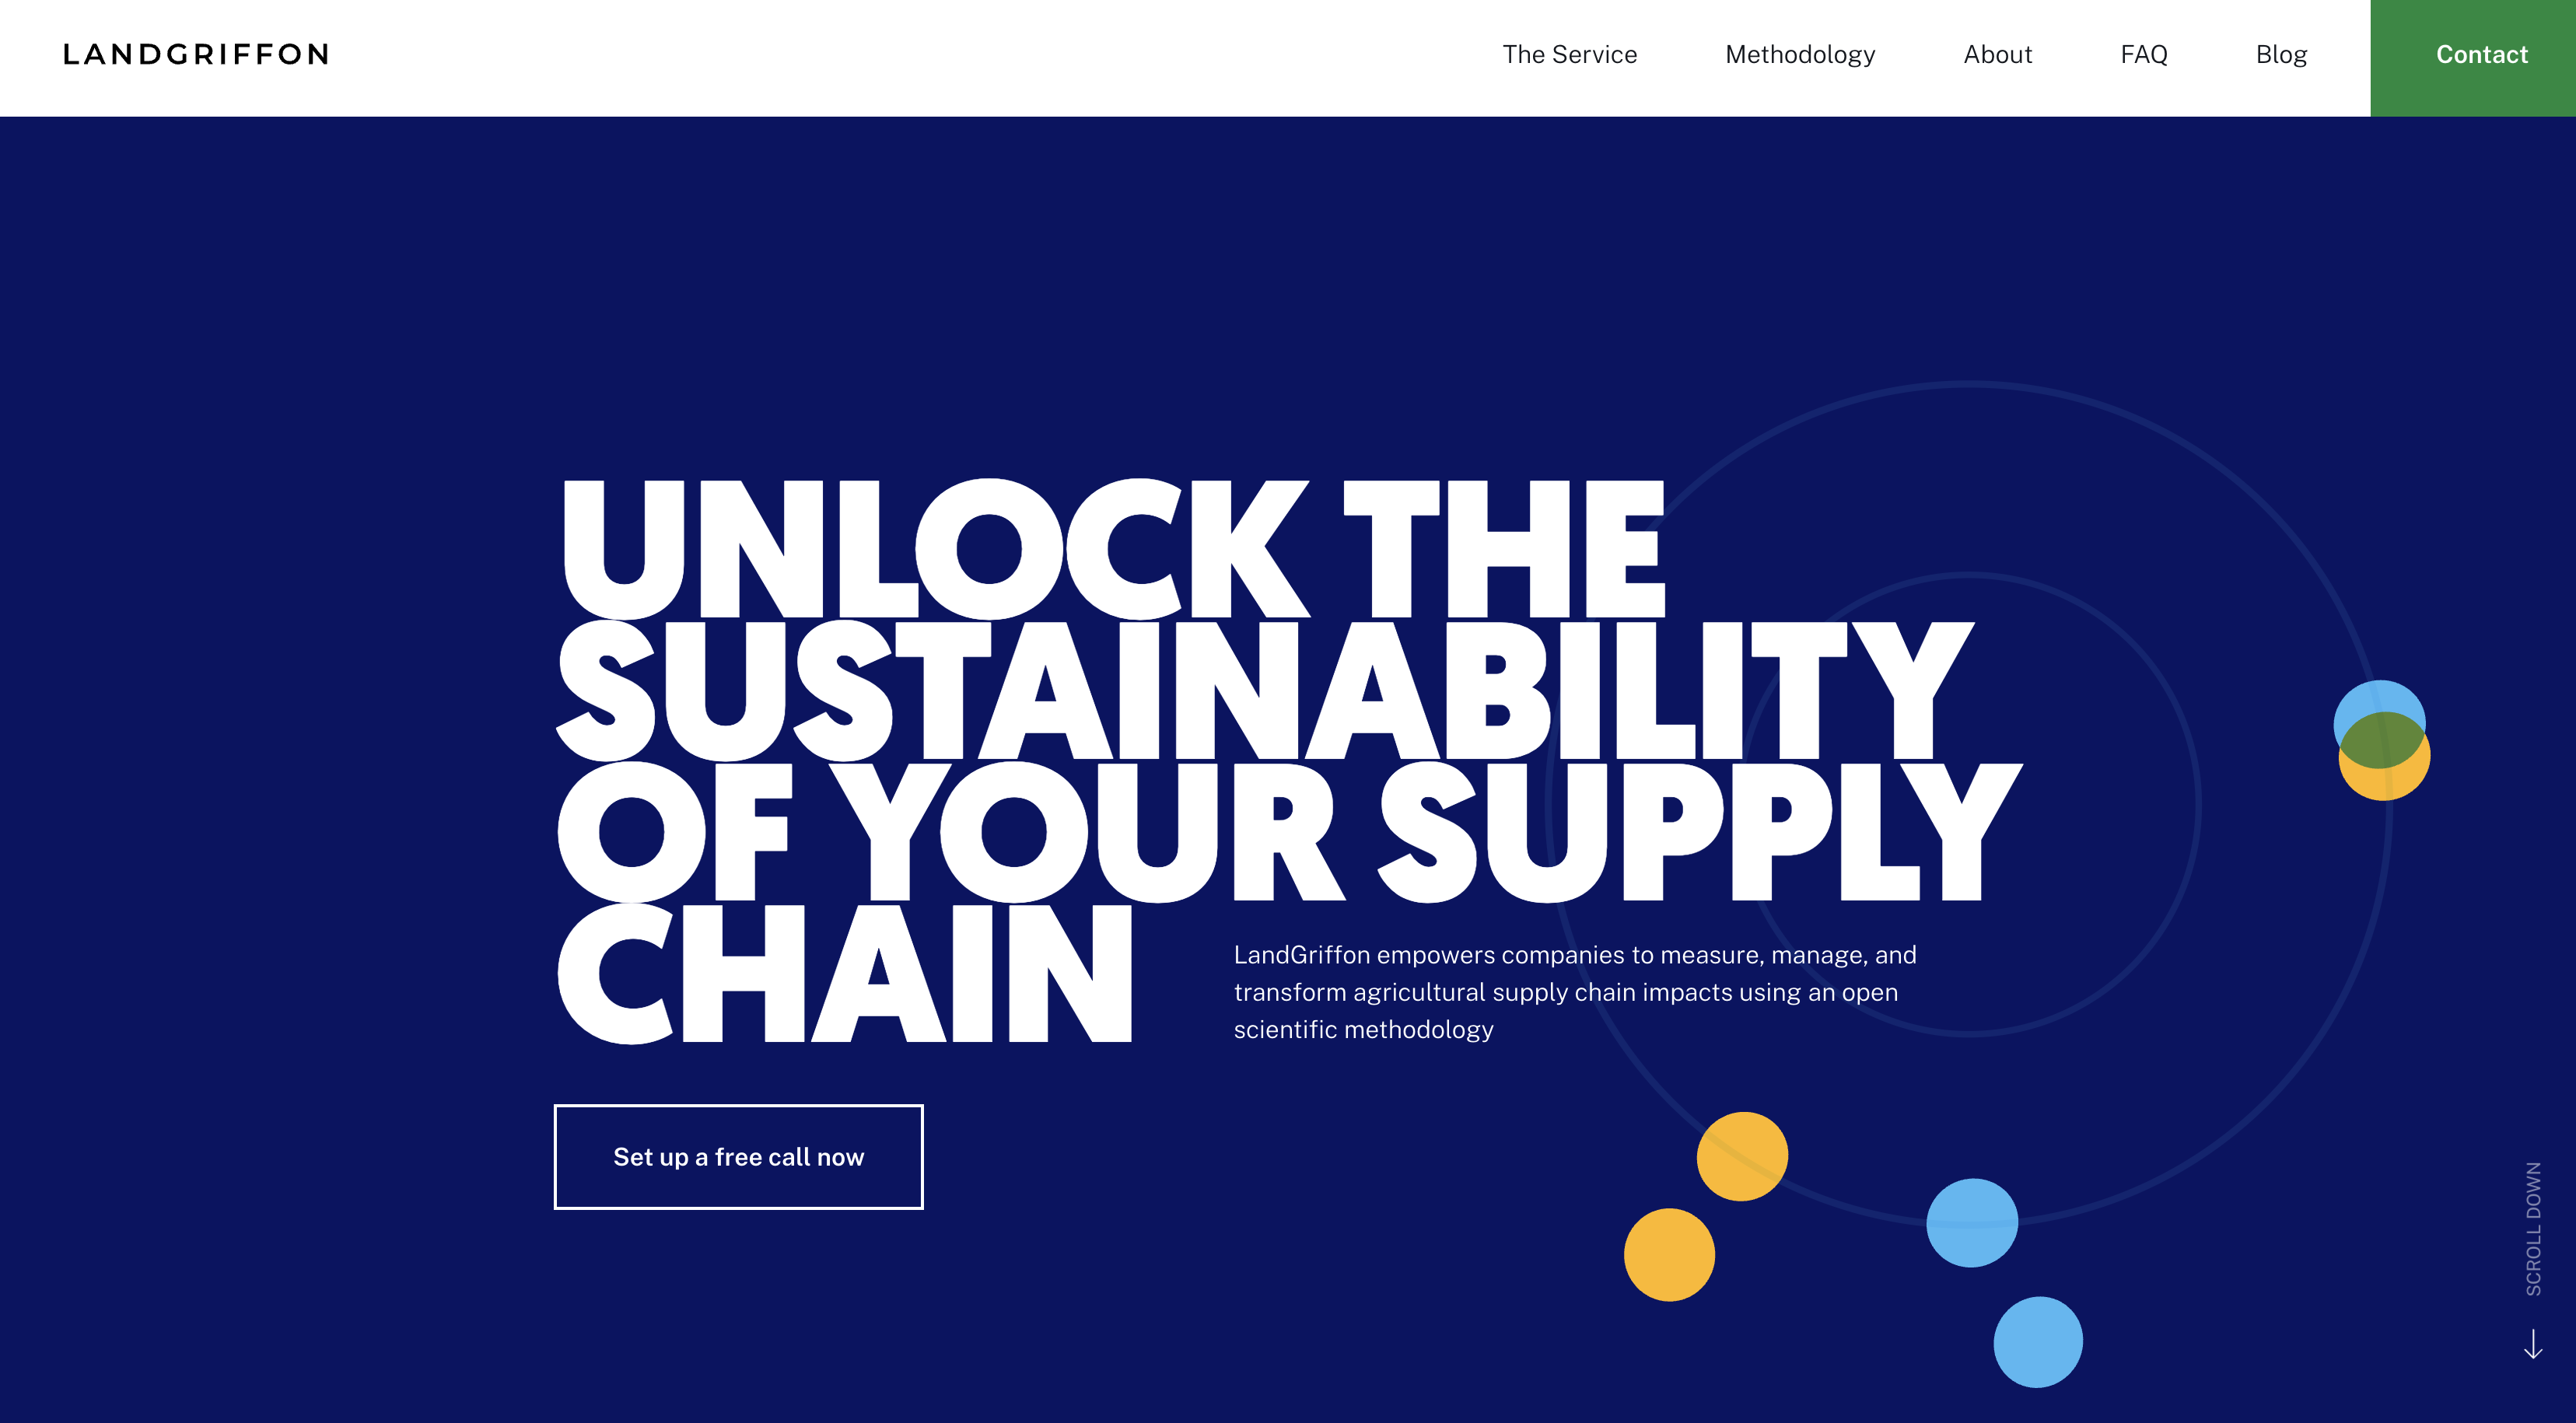 LANDGRIFFON
The Service
Methodology
About
FAQ
Blog
Contact
UNLOCK THE
SUSTAINABILITY
OF YOUR SUPPLY
CHAIN
LandGriffon empowers companies to measure, manage, and
transform agricultural supply chain impacts using an open
scientific methodology
Set up a free call now
SCROLL DOWN